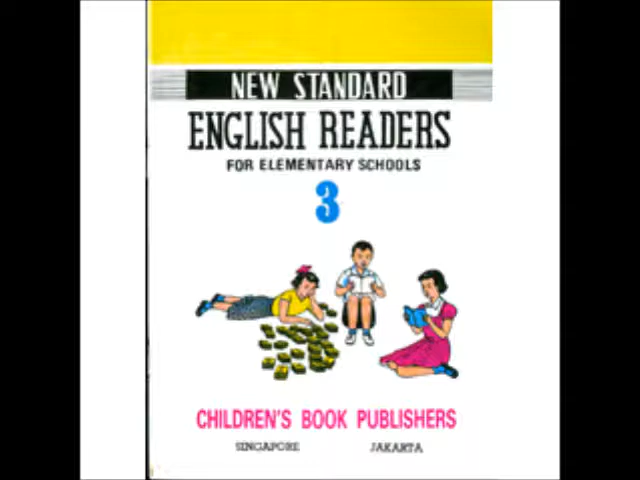 NEW STANDARD
ENGLISH READERS
FOR ELEMENTARY SCHOOLS
3
CHILDREN'S BOOK PUBLISHERS
SINGAPORE JAKARTA